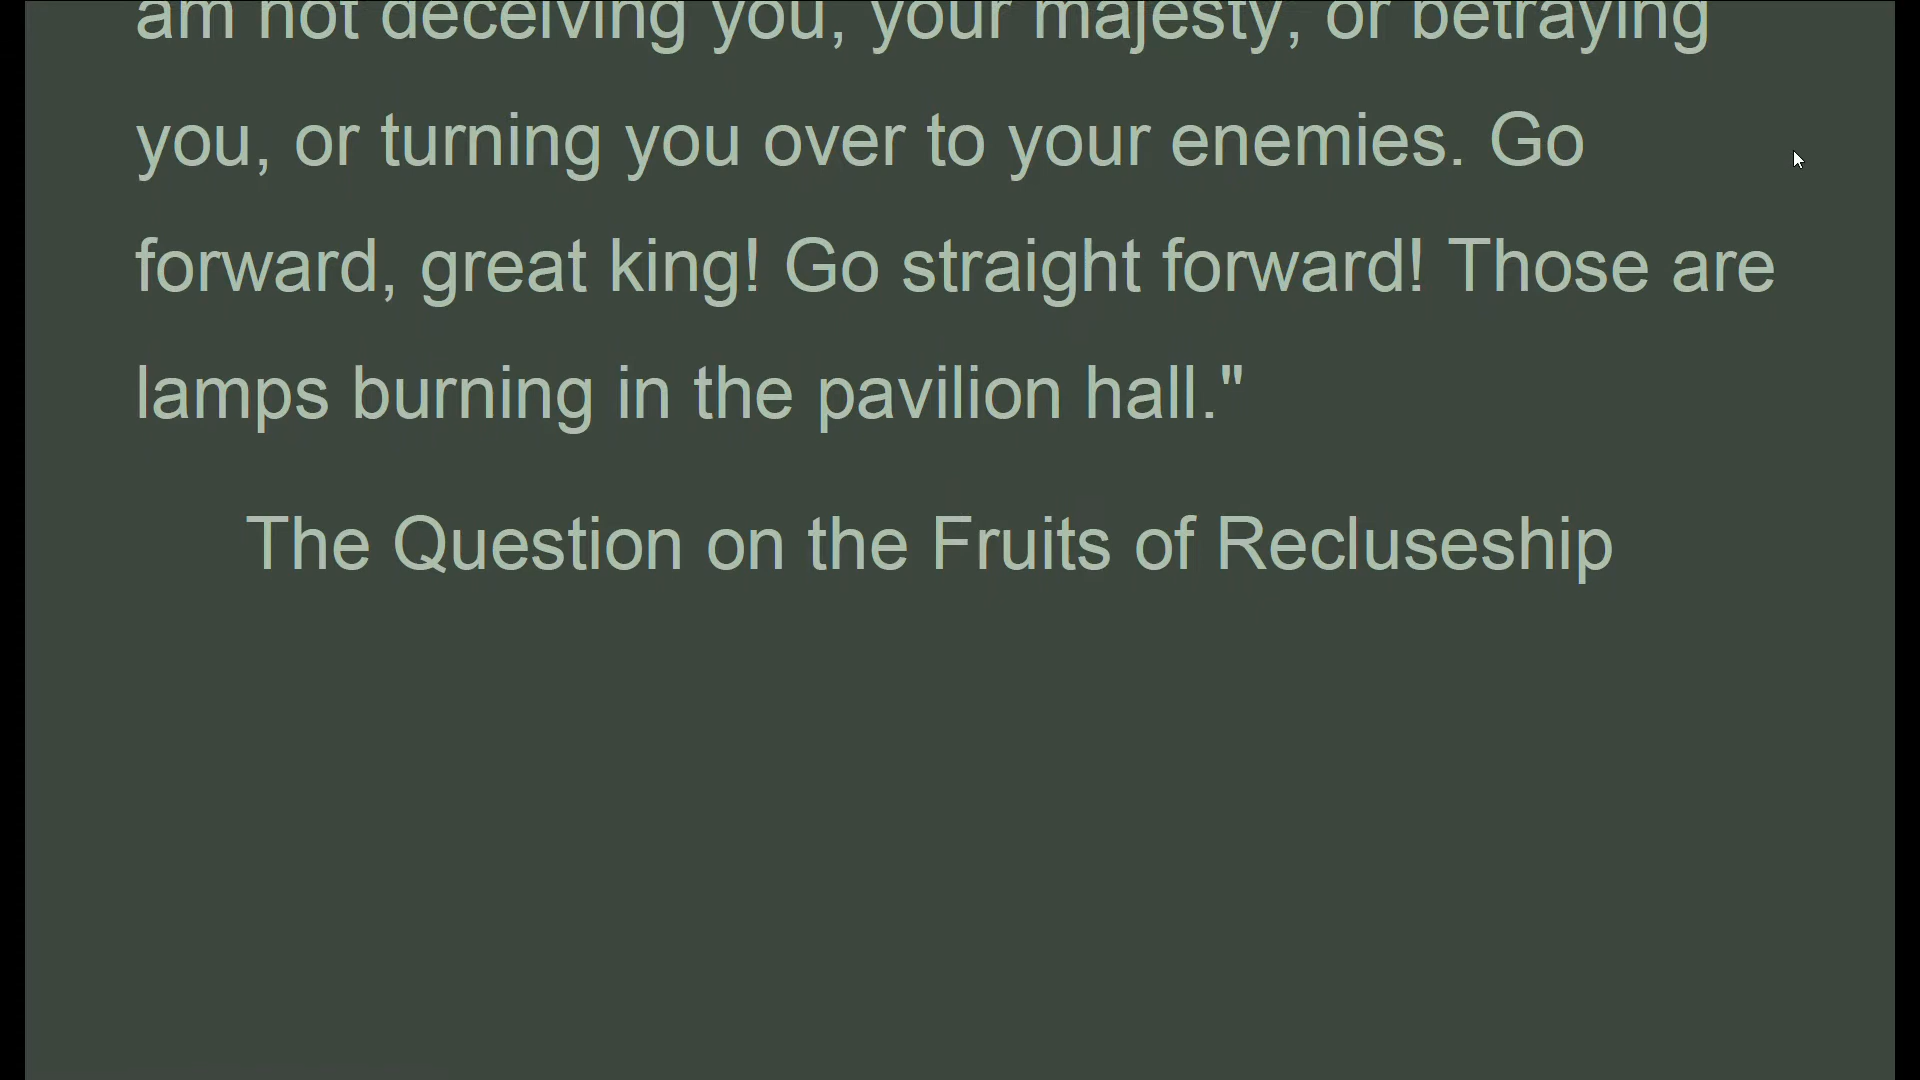 am not deceiving you, your majesty, or betraying
you, or turning you over to your enemies. Go
forward, great king! Go straight forward! Those are
lamps burning in the pavilion hall."
The Question on the Fruits of Recluseship